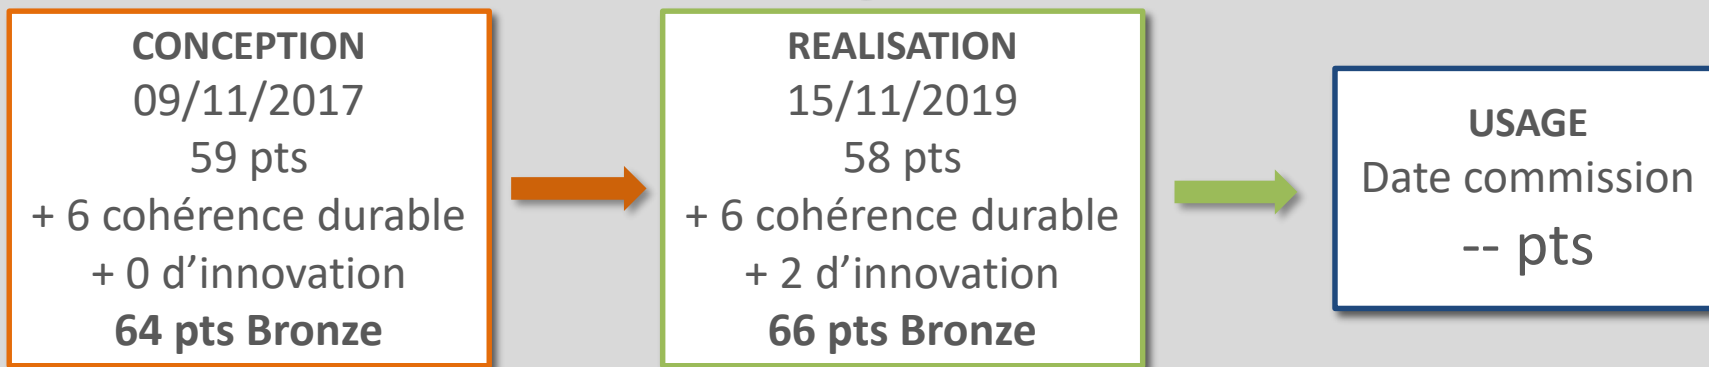 CONCEPTION
09/11/2017
59 pts
+ 6 cohérence durable
+ 0 d’innovation
64 pts Bronze
REALISATION
15/11/2019
58 pts
+ 6 cohérence durable
+ 2 d’innovation
66 pts Bronze
USAGE
Date commission
-- pts